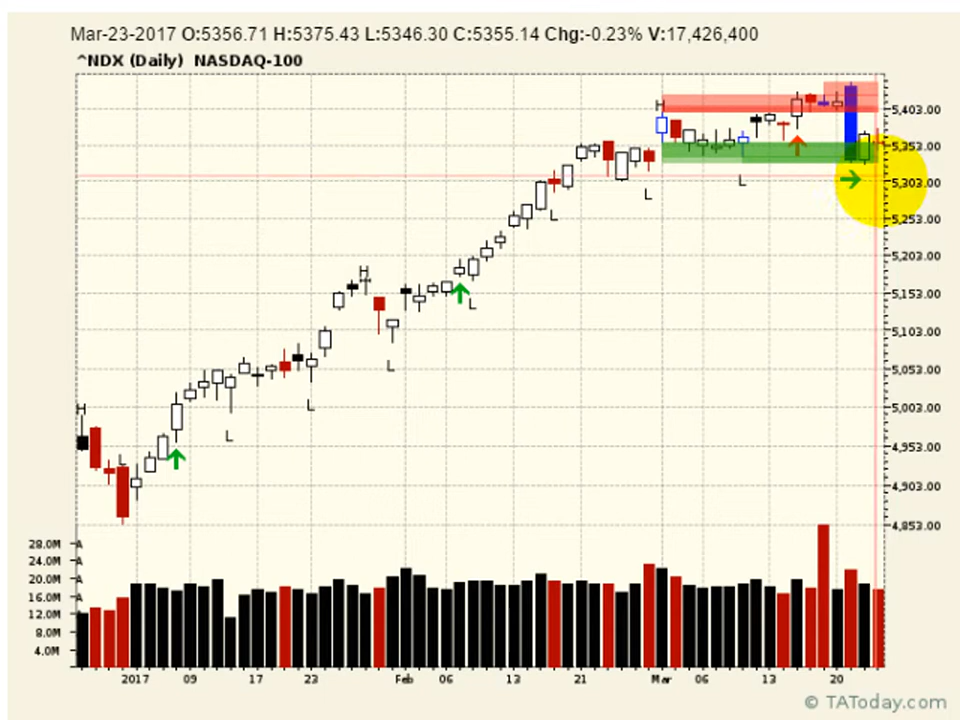 Mar-23-2017 O:5356.71 H:5375.43 L:5346.30 C:5355.14 Chg:-0.23% V:17,426,400
^NDX (Daily) NASDAQ-100
H
5,403.00
5,353.00
5,303.00
L
L
5,253.00
L
5,203.00
H
5,153.00
L
5,103.00
L
5,053.00
L
H
5,003.00
L
4,953.00
L
4,903.00
4,853.00
28.0M
24.0M
20.0M
16.0M
12.0M
8.0M
4.0M
2017 09 17 23 Feb 06 13 21 Mar 06 13 20
© TAToday.com